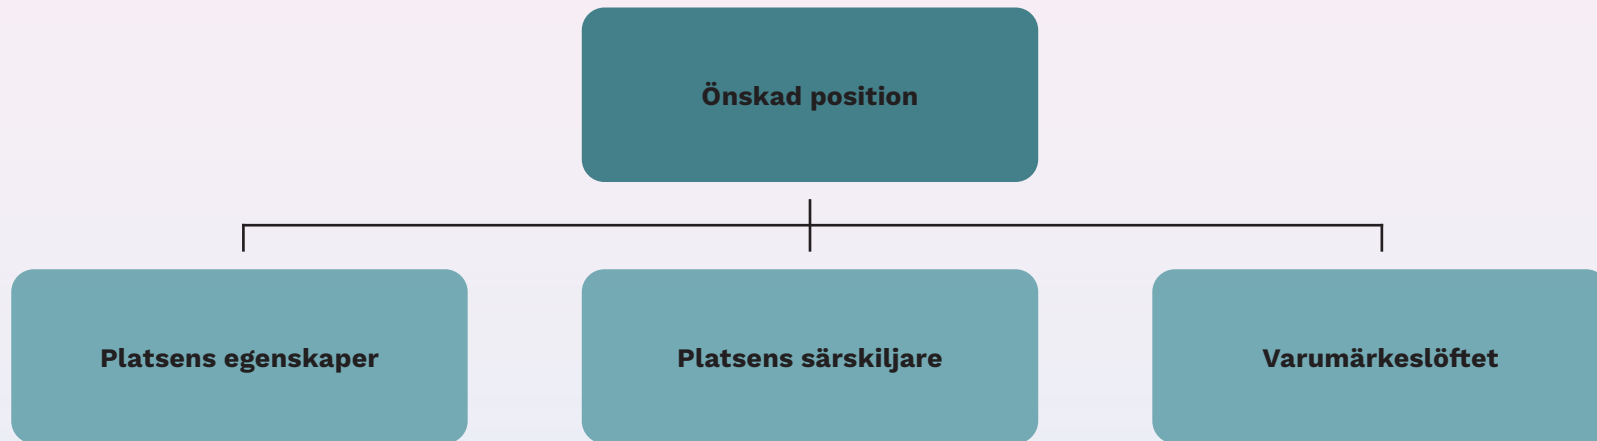 Önskad position
Platsens egenskaper
Platsens särskiljare
Varumärkeslöftet